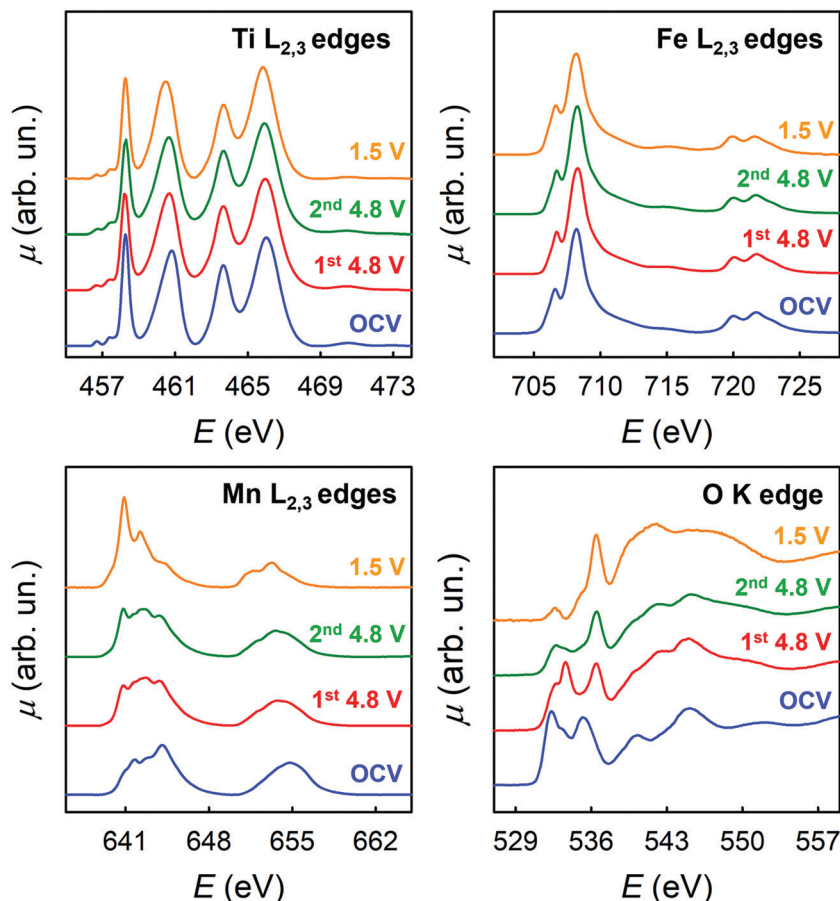 Ti L2,3 edges
1.5 V
2nd 4.8 V
1st 4.8 V
OCV
μ (arb. un.)
457 461 465 469 473
E (eV)
Fe L2,3 edges
1.5 V
2nd 4.8 V
1st 4.8 V
OCV
μ (arb. un.)
705 710 715 720 725
E (eV)
Mn L2,3 edges
1.5 V
2nd 4.8 V
1st 4.8 V
OCV
μ (arb. un.)
641 648 655 662
E (eV)
O K edge
1.5 V
2nd 4.8 V
1st 4.8 V
OCV
μ (arb. un.)
529 536 543 550 557
E (eV)